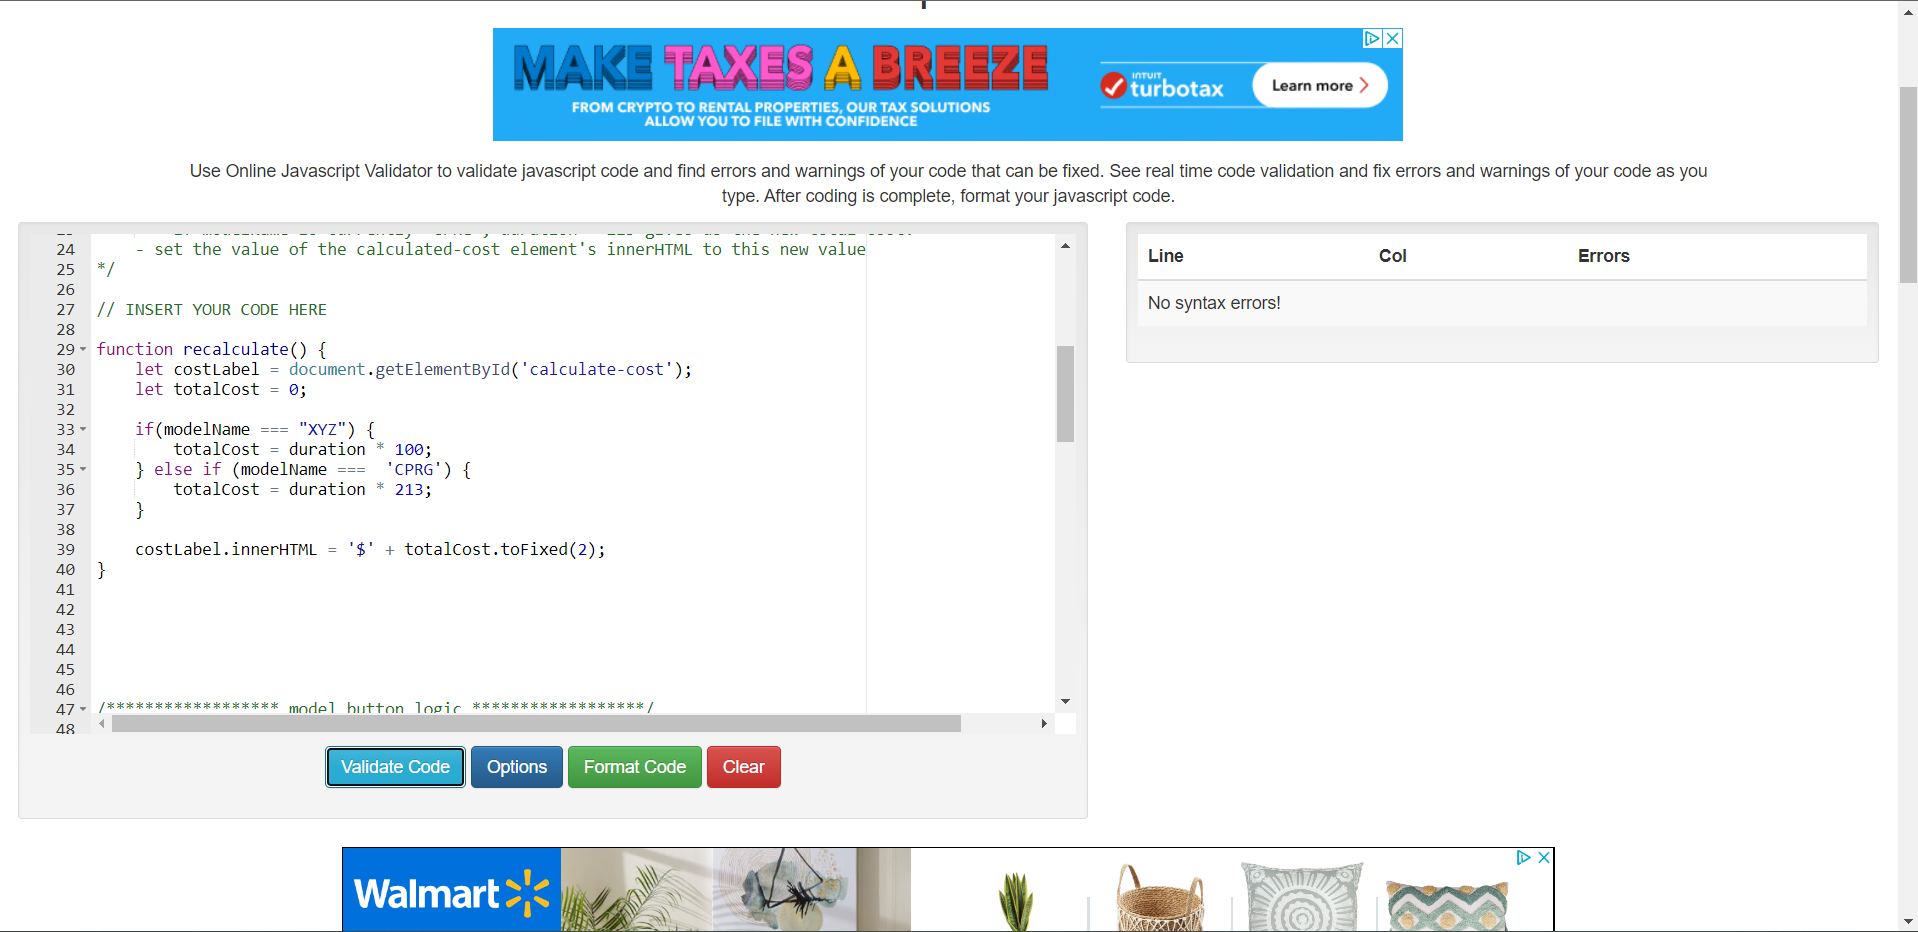 MAKE TAXES A BREEZE
FROM CRYPTO TO RENTAL PROPERTIES, OUR TAX SOLUTIONS
ALLOW YOU TO FILE WITH CONFIDENCE
INTUIT
turbotax
Learn more
Use Online Javascript Validator to validate javascript code and find errors and warnings of your code that can be fixed. See real time code validation and fix errors and warnings of your code as you
type. After coding is complete, format your javascript code.
24 - set the value of the calculated-cost element's innerHTML to this new value
25 */
26
27 // INSERT YOUR CODE HERE
28
29 function recalculate() {
30 let costLabel = document.getElementById('calculate-cost');
31 let totalCost = 0;
32
33 if(modelName === "XYZ") {
34 totalCost = duration * 100;
35 } else if (modelName ===  'CPRG') {
36 totalCost = duration * 213;
37 }
38
39 costLabel.innerHTML = '$' + totalCost.toFixed(2);
40 }
41
42
43
44
45
46
47 /****************** model button logic ******************/
48
Validate Code Options Format Code Clear
Line Col Errors
No syntax errors!
Walmart